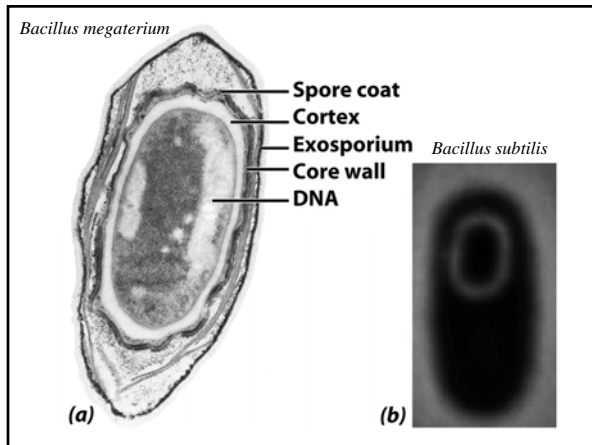 Bacillus megaterium
Spore coat
Cortex
Exosporium
Core wall
DNA
Bacillus subtilis
(a)
(b)